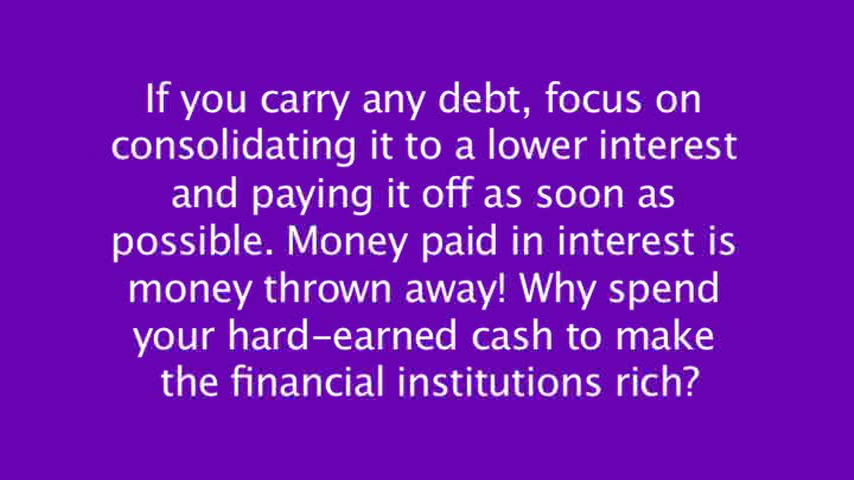 If you carry any debt, focus on
consolidating it to a lower interest
and paying it off as soon as
possible. Money paid in interest is
money thrown away! Why spend
your hard-earned cash to make
the financial institutions rich?